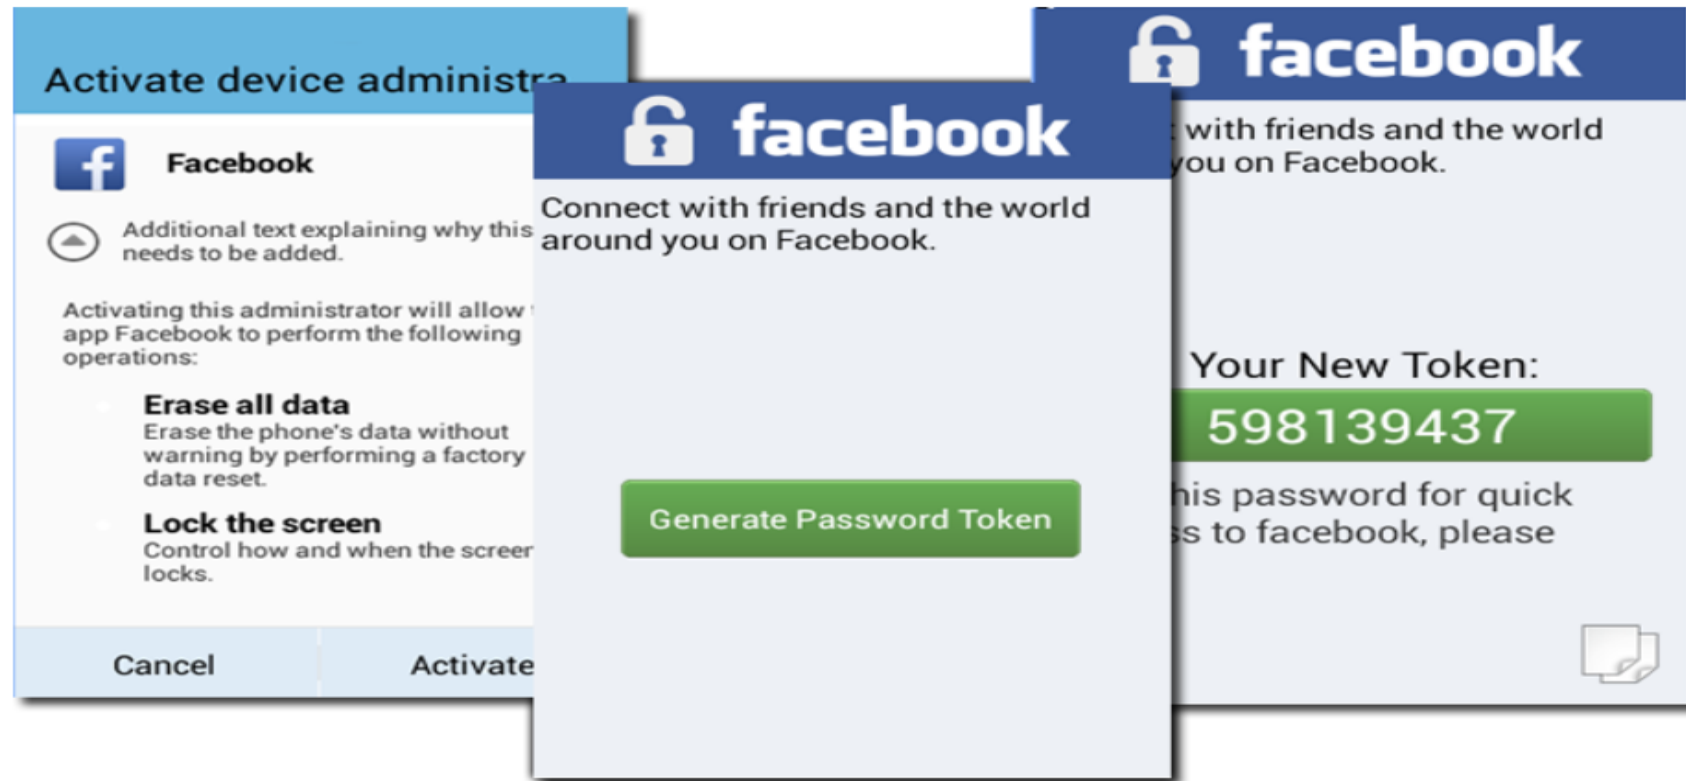 Activate device administra
Facebook
Additional text explaining why this
needs to be added.
Activating this administrator will allow
app Facebook to perform the following
operations:
Erase all data
Erase the phone's data without
warning by performing a factory
data reset.
Lock the screen
Control how and when the screen
locks.
Cancel
Activate
facebook
Connect with friends and the world
around you on Facebook.
Generate Password Token
facebook
with friends and the world
you on Facebook.
Your New Token:
598139437
his password for quick
ss to facebook, please